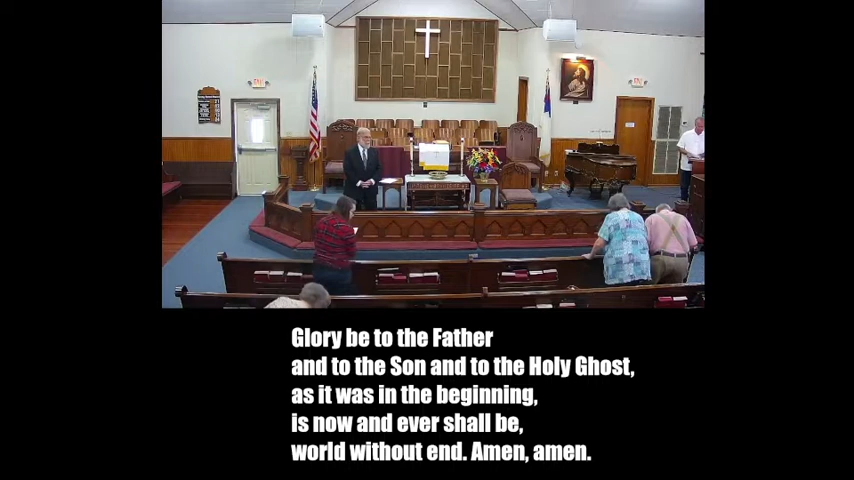 Glory be to the Father
and to the Son and to the Holy Ghost,
as it was in the beginning,
is now and ever shall be,
world without end. Amen, amen.